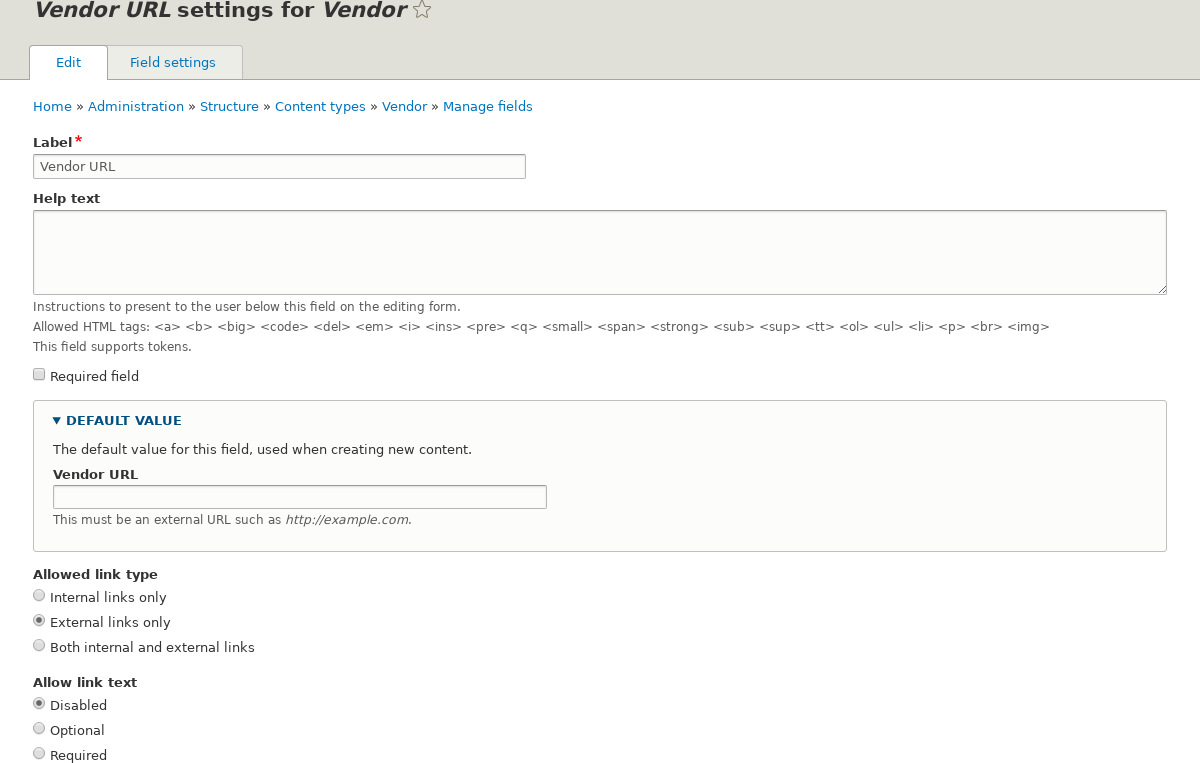 Vendor URL settings for Vendor
Edit
Field settings
Home » Administration » Structure » Content types » Vendor » Manage fields
Label*
Vendor URL
Help text
Instructions to present to the user below this field on the editing form.
Allowed HTML tags: <a> <b> <big> <code> <del> <em> <i> <ins> <pre> <q> <small> <span> <strong> <sub> <sup> <tt> <ol> <ul> <li> <p> <br> <img>
This field supports tokens.
Required field
DEFAULT VALUE
The default value for this field, used when creating new content.
Vendor URL
This must be an external URL such as http://example.com.
Allowed link type
Internal links only
External links only
Both internal and external links
Allow link text
Disabled
Optional
Required